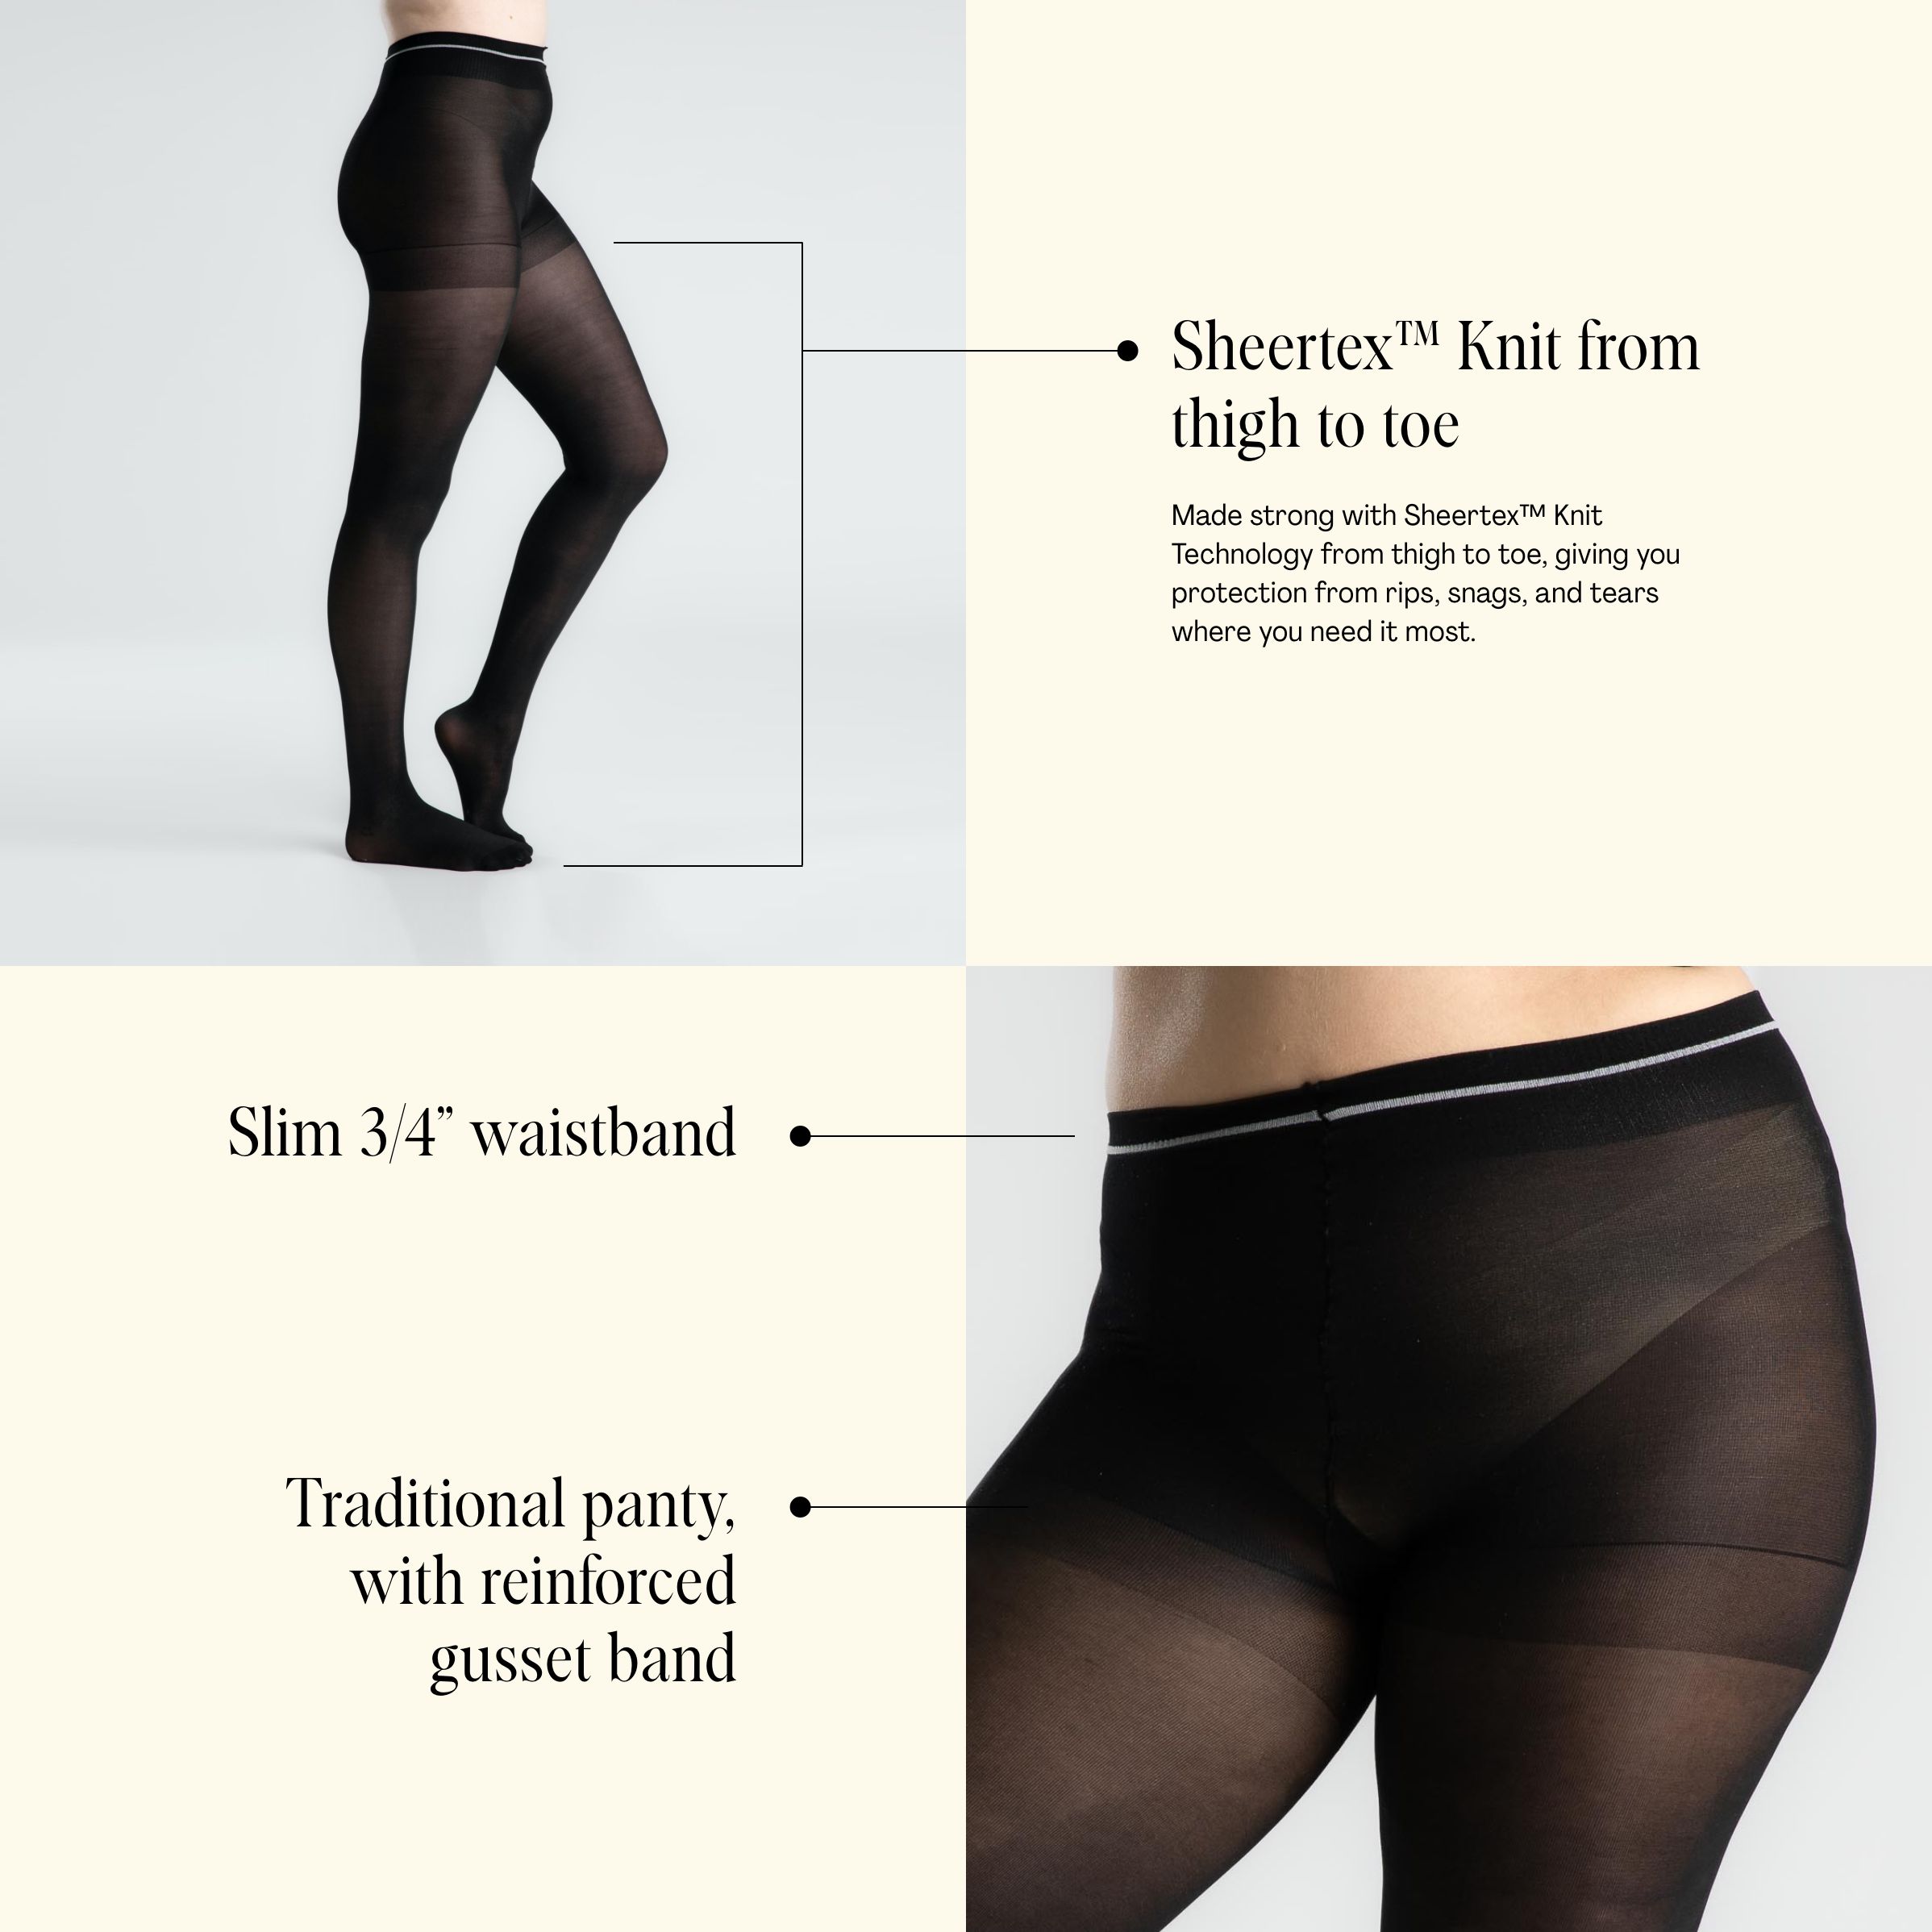 Sheertex™ Knit from
thigh to toe
Made strong with Sheertex™ Knit
Technology from thigh to toe, giving you
protection from rips, snags, and tears
where you need it most.
Slim 3/4” waistband
Traditional panty,
with reinforced
gusset band